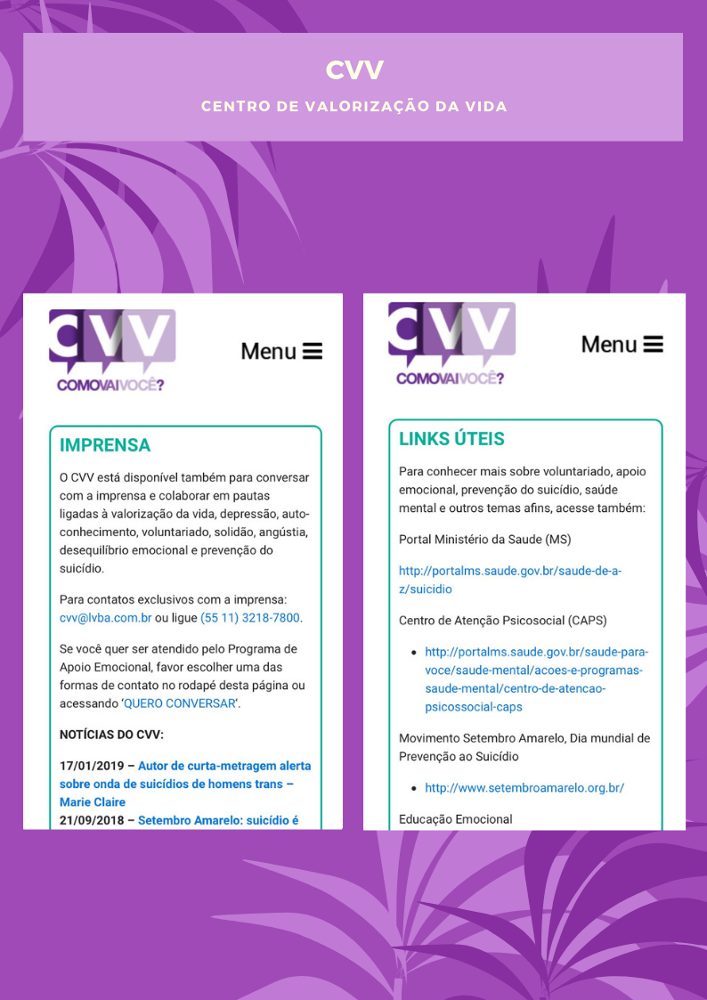 CVV
CENTRO DE VALORIZAÇÃO DA VIDA
CVV
COMOVAIVOCÊ?
Menu
IMPRENSA
O CVV está disponível também para conversar
com a imprensa e colaborar em pautas
ligadas à valorização da vida, depressão, auto-
conhecimento, voluntariado, solidão, angústia,
desequilíbrio emocional e prevenção do
suicídio.
Para contatos exclusivos com a imprensa:
cvv@lvba.com.br ou ligue (55 11) 3218-7800.
Se você quer ser atendido pelo Programa de
Apoio Emocional, favor escolher uma das
formas de contato no rodapé desta página ou
acessando ‘QUERO CONVERSAR’.
NOTÍCIAS DO CVV:
17/01/2019 – Autor de curta-metragem alerta
sobre onda de suicídios de homens trans –
Marie Claire
21/09/2018 – Setembro Amarelo: suicídio é
CVV
COMOVAIVOCÊ?
Menu
LINKS ÚTEIS
Para conhecer mais sobre voluntariado, apoio
emocional, prevenção do suicídio, saúde
mental e outros temas afins, acesse também:
Portal Ministério da Saude (MS)
http://portalms.saude.gov.br/saude-de-a-
z/suicidio
Centro de Atenção Psicosocial (CAPS)
http://portalms.saude.gov.br/saude-para-
voce/saude-mental/acoes-e-programas-
saude-mental/centro-de-atencao-
psicossocial-caps
Movimento Setembro Amarelo, Dia mundial de
Prevenção ao Suicídio
http://www.setembroamarelo.org.br/
Educação Emocional